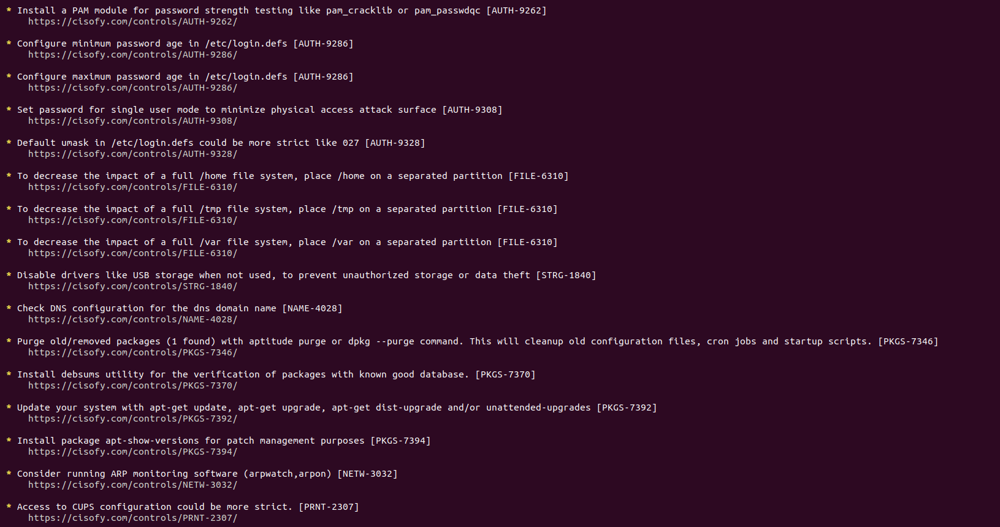 * Install a PAM module for password strength testing like pam_cracklib or pam_passwdqc [AUTH-9262]
https://cisofy.com/controls/AUTH-9262/
* Configure minimum password age in /etc/login.defs [AUTH-9286]
https://cisofy.com/controls/AUTH-9286/
* Configure maximum password age in /etc/login.defs [AUTH-9286]
https://cisofy.com/controls/AUTH-9286/
* Set password for single user mode to minimize physical access attack surface [AUTH-9308]
https://cisofy.com/controls/AUTH-9308/
* Default umask in /etc/login.defs could be more strict like 027 [AUTH-9328]
https://cisofy.com/controls/AUTH-9328/
* To decrease the impact of a full /home file system, place /home on a separated partition [FILE-6310]
https://cisofy.com/controls/FILE-6310/
* To decrease the impact of a full /tmp file system, place /tmp on a separated partition [FILE-6310]
https://cisofy.com/controls/FILE-6310/
* To decrease the impact of a full /var file system, place /var on a separated partition [FILE-6310]
https://cisofy.com/controls/FILE-6310/
* Disable drivers like USB storage when not used, to prevent unauthorized storage or data theft [STRG-1840]
https://cisofy.com/controls/STRG-1840/
* Check DNS configuration for the dns domain name [NAME-4028]
https://cisofy.com/controls/NAME-4028/
* Purge old/removed packages (1 found) with aptitude purge or dpkg --purge command. This will cleanup old configuration files, cron jobs and startup scripts. [PKGS-7346]
https://cisofy.com/controls/PKGS-7346/
* Install debsums utility for the verification of packages with known good database. [PKGS-7370]
https://cisofy.com/controls/PKGS-7370/
* Update your system with apt-get update, apt-get upgrade, apt-get dist-upgrade and/or unattended-upgrades [PKGS-7392]
https://cisofy.com/controls/PKGS-7392/
* Install package apt-show-versions for patch management purposes [PKGS-7394]
https://cisofy.com/controls/PKGS-7394/
* Consider running ARP monitoring software (arpwatch,arpon) [NETW-3032]
https://cisofy.com/controls/NETW-3032/
* Access to CUPS configuration could be more strict. [PRNT-2307]
https://cisofy.com/controls/PRNT-2307/